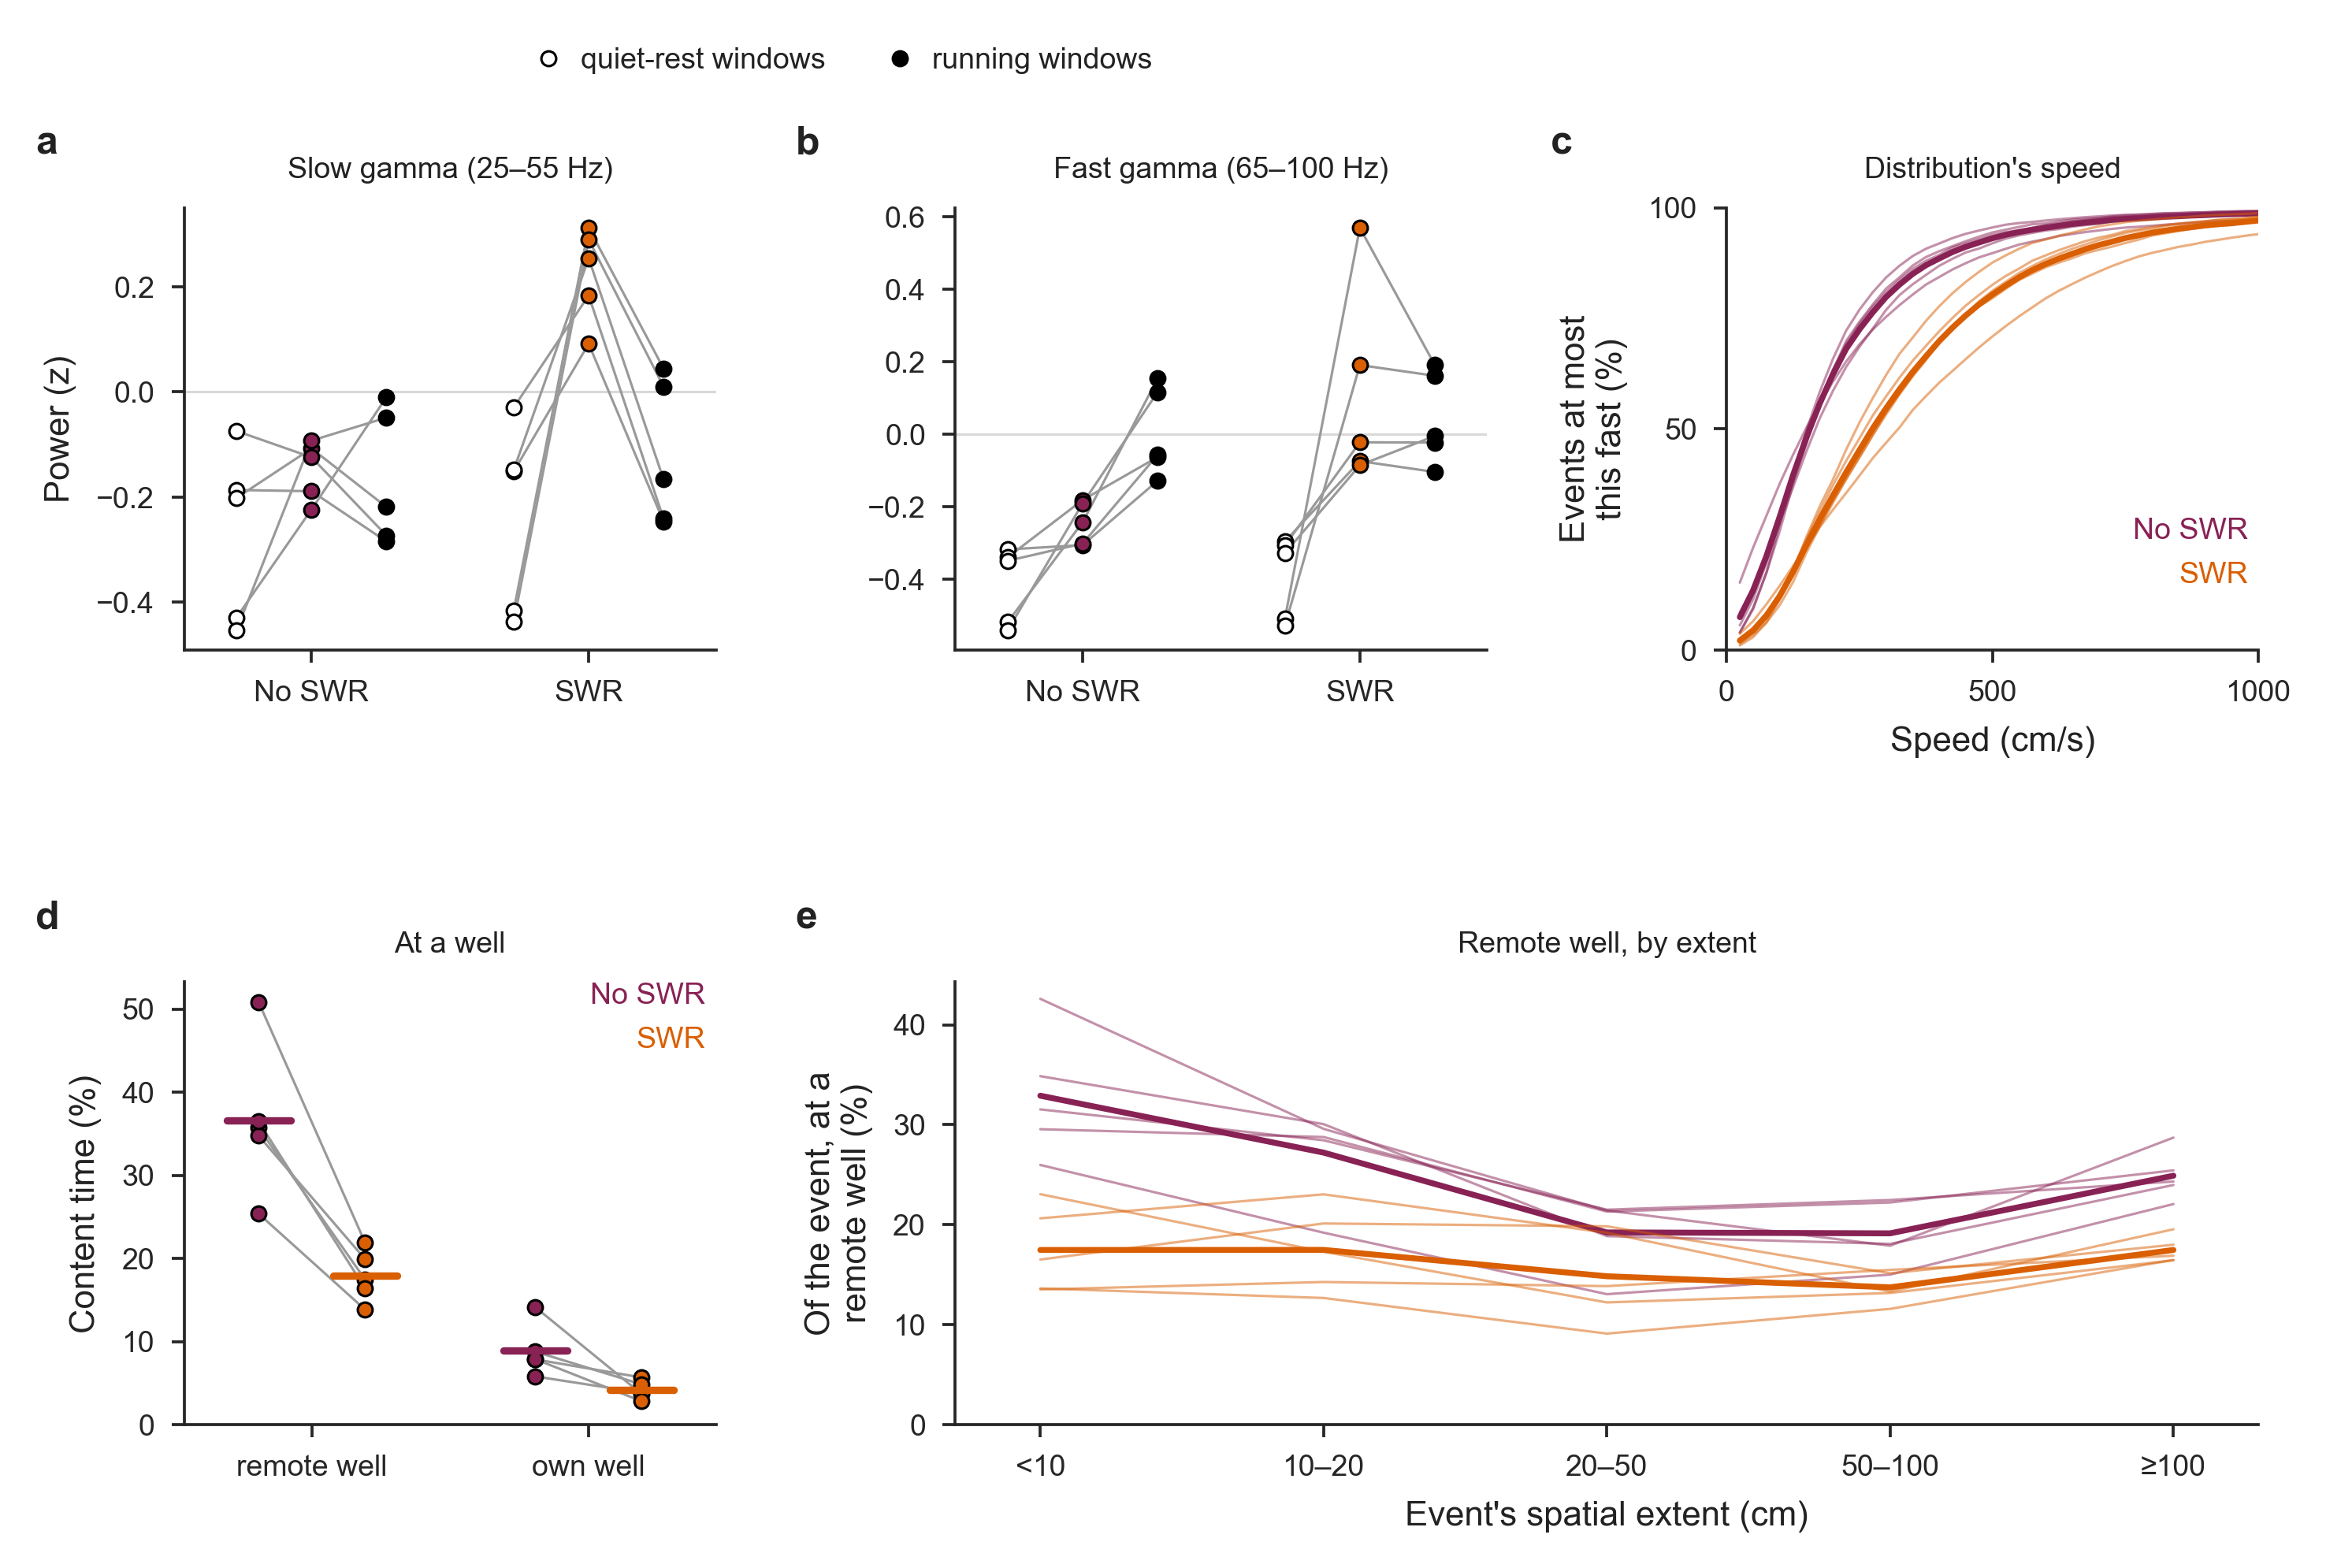 quiet-rest windows
running windows
a
Slow gamma (25–55 Hz)
Power (z)
0.2
0.0
−0.2
−0.4
No SWR
SWR
b
Fast gamma (65–100 Hz)
0.6
0.4
0.2
0.0
−0.2
−0.4
No SWR
SWR
c
Distribution's speed
Events at most
this fast (%)
100
50
0
No SWR
SWR
0
500
1000
Speed (cm/s)
d
At a well
Content time (%)
50
40
30
20
10
0
No SWR
SWR
remote well
own well
e
Remote well, by extent
Of the event, at a
remote well (%)
40
30
20
10
0
<10
10–20
20–50
50–100
≥100
Event's spatial extent (cm)